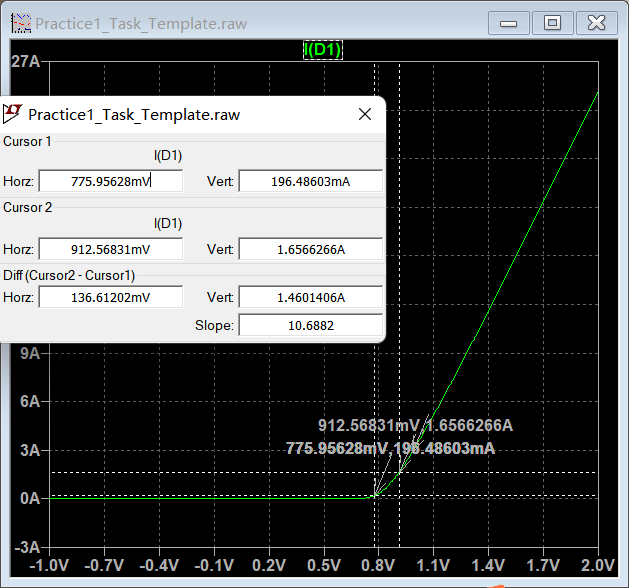 Practice1_Task_Template.raw
I(D1)
27A
Practice1_Task_Template.raw
Cursor 1
I(D1)
Horz: 775.95628mV Vert: 196.48603mA
Cursor 2
I(D1)
Horz: 912.56831mV Vert: 1.6566266A
Diff (Cursor2 - Cursor1)
Horz: 136.61202mV Vert: 1.4601406A
Slope: 10.6882
9A
6A
912.56831mV,1.6566266A
3A
775.95628mV,196.48603mA
0A
-3A
-1.0V -0.7V -0.4V -0.1V 0.2V 0.5V 0.8V 1.1V 1.4V 1.7V 2.0V